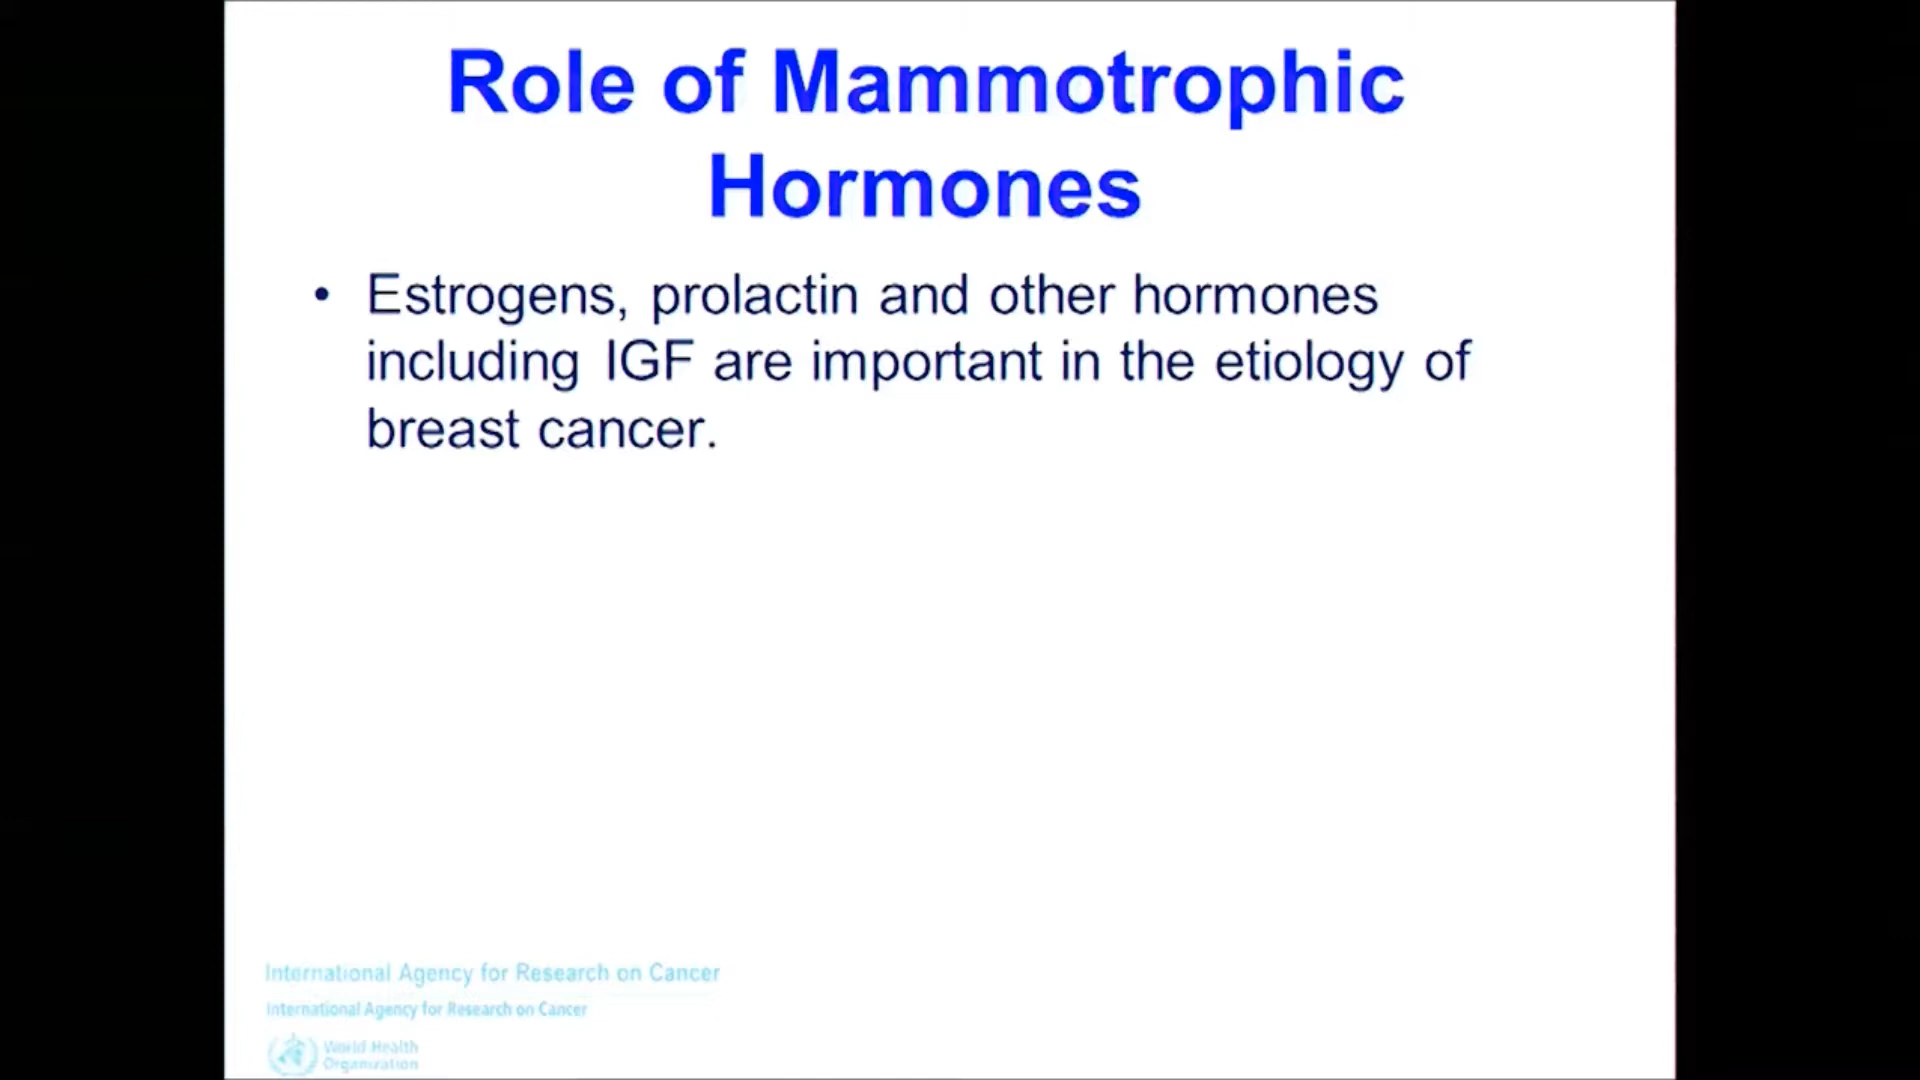 Role of Mammotrophic
Hormones
• Estrogens, prolactin and other hormones
including IGF are important in the etiology of
breast cancer.
International Agency for Research on Cancer
International Agency for Research on Cancer
World Health
Organization